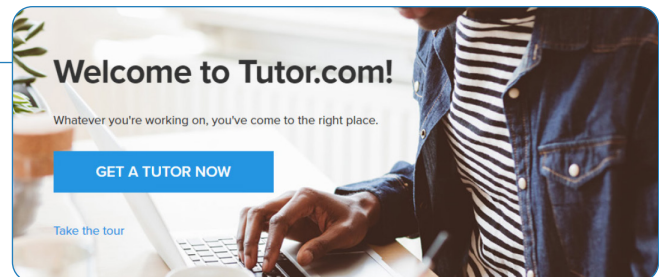 Welcome to Tutor.com!
Whatever you're working on, you've come to the right place.
GET A TUTOR NOW
Take the tour